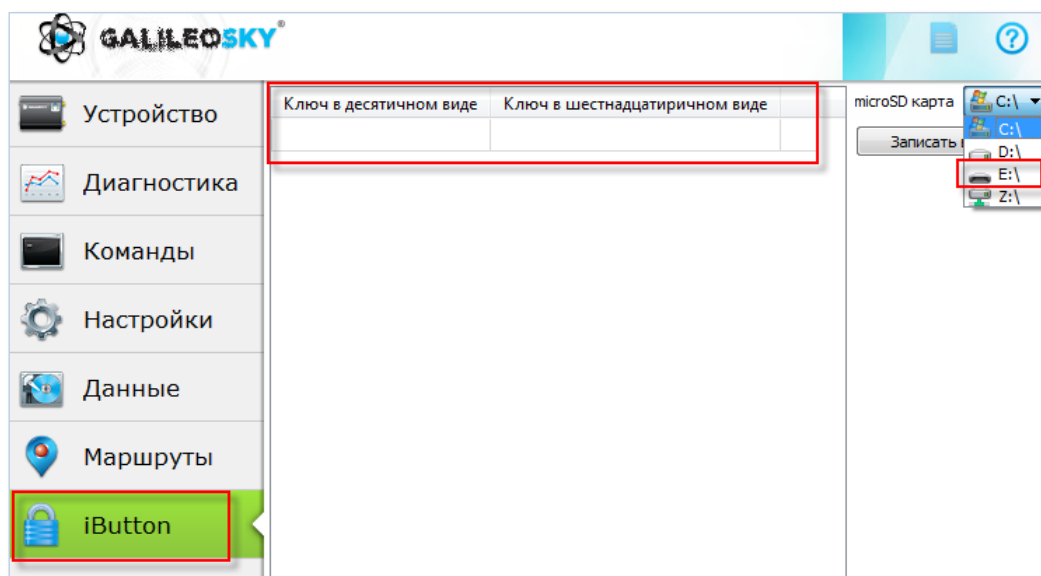 GALILEOSKY®
Устройство
Диагностика
Команды
Настройки
Данные
Маршруты
iButton
Ключ в десятичном виде Ключ в шестнадцатиричном виде
microSD карта C:\
C:\
D:\
E:\
Z:\
Записать